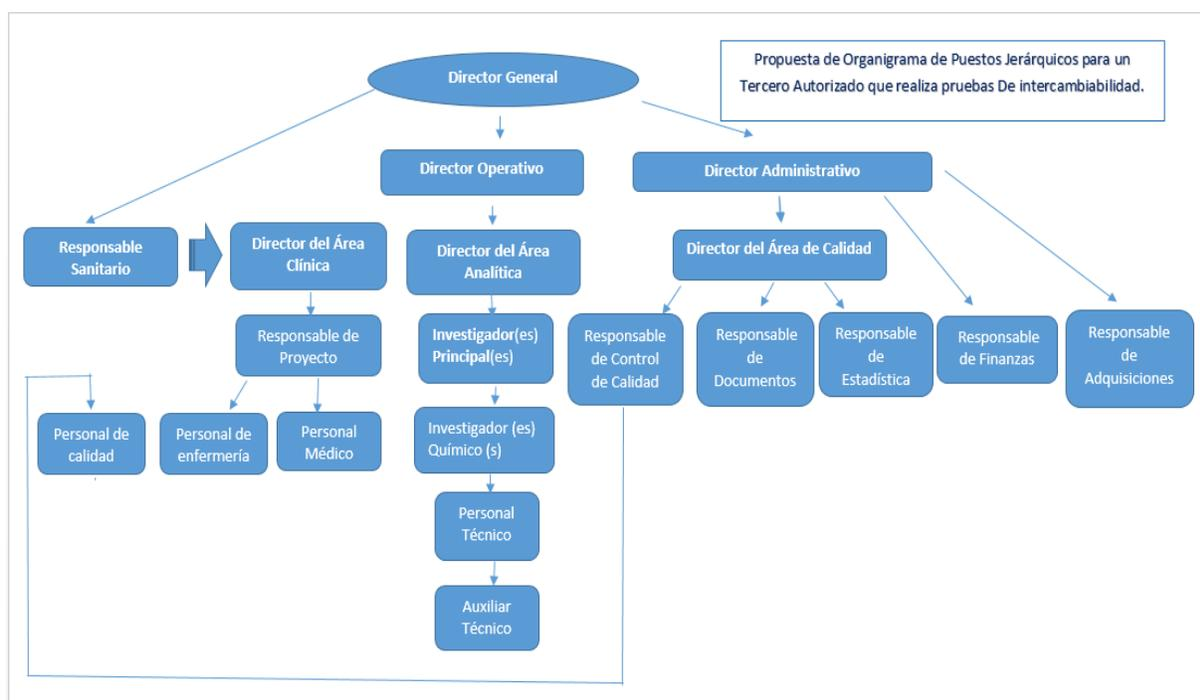 Director General
Propuesta de Organigrama de Puestos Jerárquicos para un
Tercero Autorizado que realiza pruebas De intercambiabilidad.
Director Operativo
Director Administrativo
Responsable
Sanitario
Director del Área
Clínica
Director del Área
Analítica
Director del Área de Calidad
Responsable de
Proyecto
Investigador(es)
Principal(es)
Responsable
de Control
de Calidad
Responsable
de
Documentos
Responsable
de
Estadística
Responsable
de Finanzas
Responsable
de
Adquisiciones
Personal de
calidad
Personal de
enfermería
Personal
Médico
Investigador (es)
Químico (s)
Personal
Técnico
Auxiliar
Técnico